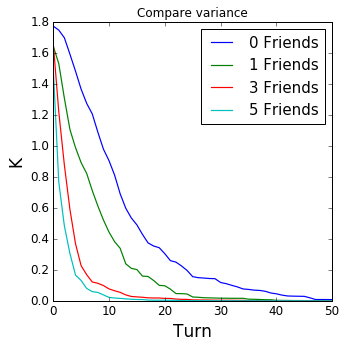 Compare variance
1.8
1.6
1.4
1.2
1.0
0.8
0.6
0.4
0.2
0.0
K
0 Friends
1 Friends
3 Friends
5 Friends
0 10 20 30 40 50
Turn